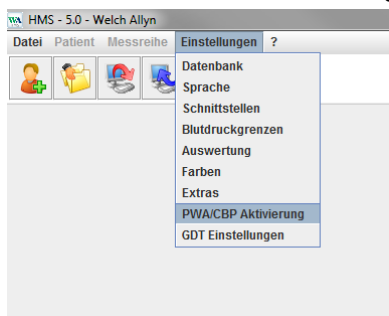 HMS - 5.0 - Welch Allyn
Datei Patient Messreihe Einstellungen ?
Datenbank
Sprache
Schnittstellen
Blutdruckgrenzen
Auswertung
Farben
Extras
PWA/CBP Aktivierung
GDT Einstellungen